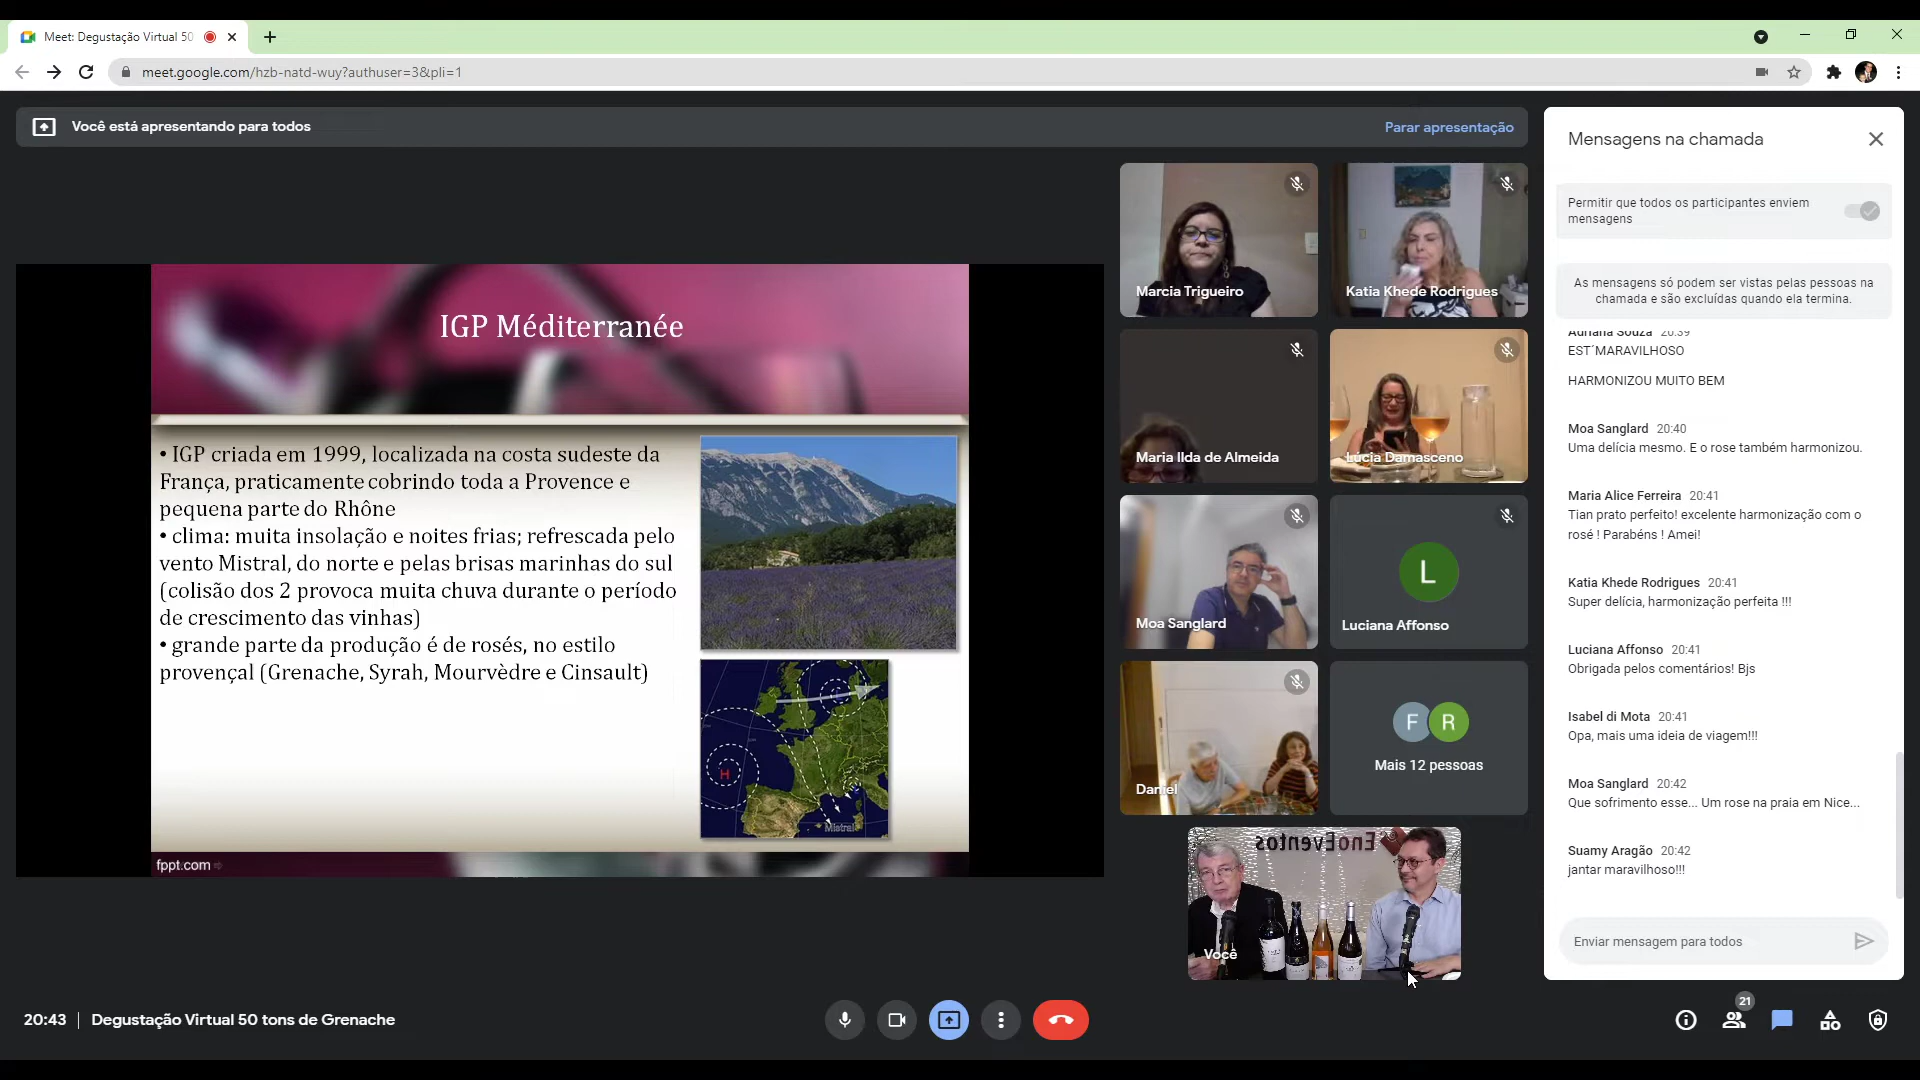 Meet: Degustação Virtual 50
meet.google.com/hzb-natd-wuy?authuser=3&pli=1
Você está apresentando para todos
Parar apresentação
IGP Méditerranée
• IGP criada em 1999, localizada na costa sudeste da
França, praticamente cobrindo toda a Provence e
pequena parte do Rhône
• clima: muita insolação e noites frias; refrescada pelo
vento Mistral, do norte e pelas brisas marinhas do sul
(colisão dos 2 provoca muita chuva durante o período
de crescimento das vinhas)
• grande parte da produção é de rosés, no estilo
provençal (Grenache, Syrah, Mourvèdre e Cinsault)
H
Mistral
fppt.com
Marcia Trigueiro
Katia Khede Rodrigues
Maria Ilda de Almeida
Lúcia Damasceno
Moa Sanglard
L
Luciana Affonso
Daniel
F R
Mais 12 pessoas
EnoEventos
Você
Mensagens na chamada
Permitir que todos os participantes enviem
mensagens
As mensagens só podem ser vistas pelas pessoas na
chamada e são excluídas quando ela termina.
Adriana Souza 20:39
EST´MARAVILHOSO
HARMONIZOU MUITO BEM
Moa Sanglard 20:40
Uma delícia mesmo. E o rose também harmonizou.
Maria Alice Ferreira 20:41
Tian prato perfeito! excelente harmonização com o
rosé ! Parabéns ! Amei!
Katia Khede Rodrigues 20:41
Super delícia, harmonização perfeita !!!
Luciana Affonso 20:41
Obrigada pelos comentários! Bjs
Isabel di Mota 20:41
Opa, mais uma ideia de viagem!!!
Moa Sanglard 20:42
Que sofrimento esse... Um rose na praia em Nice...
Suamy Aragão 20:42
jantar maravilhoso!!!
Enviar mensagem para todos
20:43 | Degustação Virtual 50 tons de Grenache
21